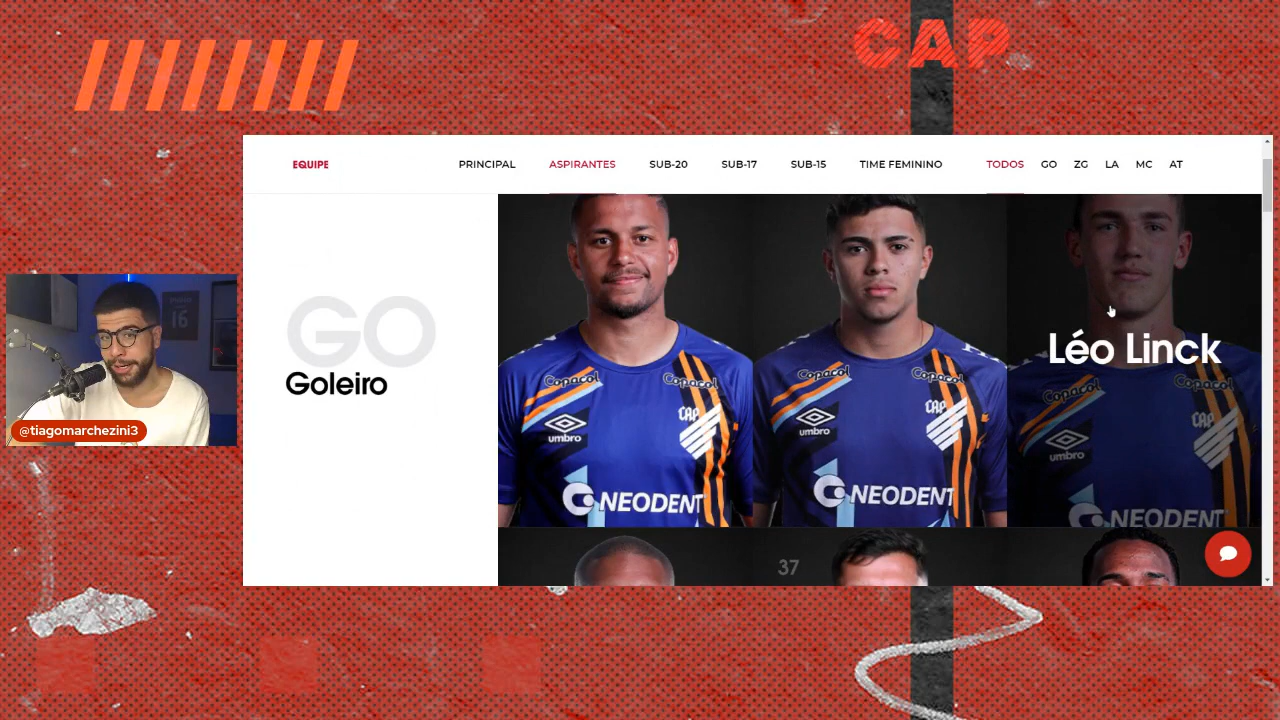 CAP
EQUIPE
PRINCIPAL ASPIRANTES SUB-20 SUB-17 SUB-15 TIME FEMININO TODOS GO ZG LA MC AT
GO
Goleiro
Léo Linck
Copacol Copacol
umbro
CAP
NEODENT
Copacol Copacol
umbro
CAP
NEODENT
Copacol
umbro
CAP
NEODENT
37
16
@tiagomarchezini3